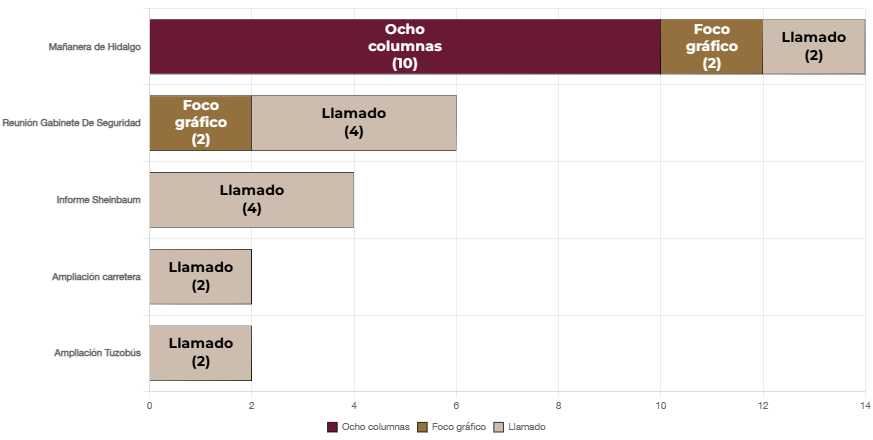 Mañanera de Hidalgo
Ocho
columnas
(10)
Foco
gráfico
(2)
Llamado
(2)
Reunión Gabinete De Seguridad
Foco
gráfico
(2)
Llamado
(4)
Informe Sheinbaum
Llamado
(4)
Ampliación carretera
Llamado
(2)
Ampliación Tuzobús
Llamado
(2)
0 2 4 6 8 10 12 14
Ocho columnas Foco gráfico Llamado